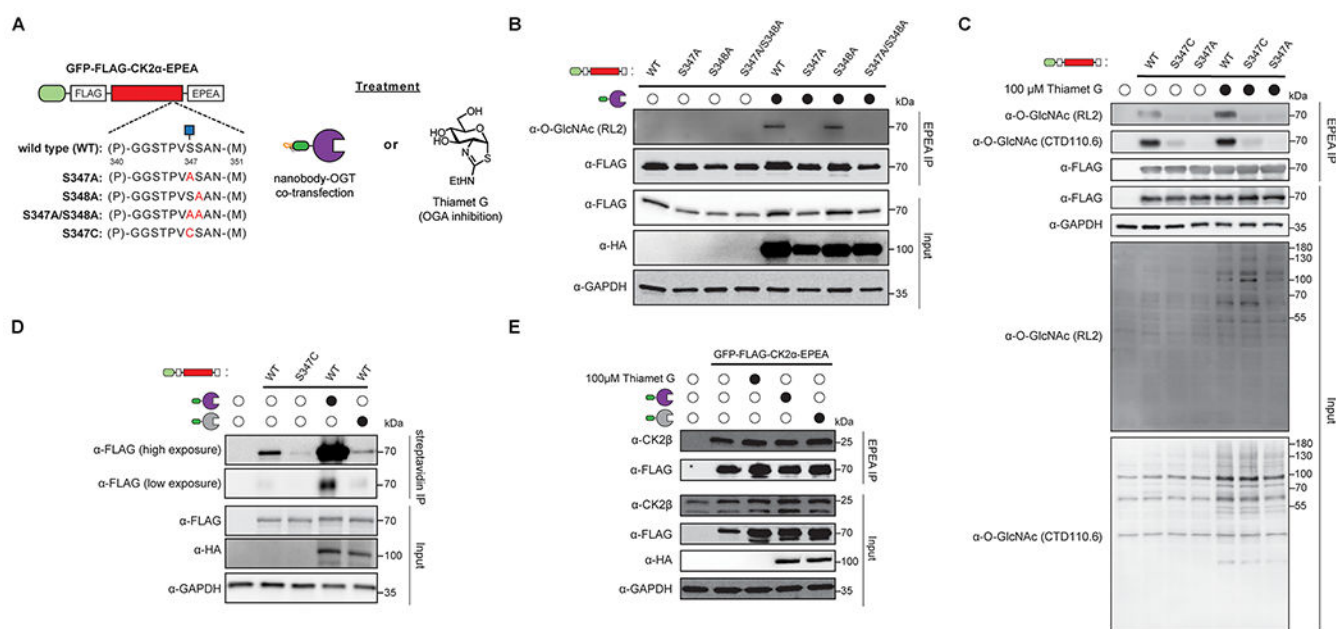 A
GFP-FLAG-CK2α-EPEA
FLAG
EPEA
wild type (WT): (P)-GGSTPVSSAN-(M)
340 347 351
S347A: (P)-GGSTPVASAN-(M)
S348A: (P)-GGSTPVSAAN-(M)
S347A/S348A: (P)-GGSTPVAAAN-(M)
S347C: (P)-GGSTPVCSAN-(M)
nanobody-OGT
co-transfection
Treatment
or
OH
HO
HO
O
N
S
EtHN
Thiamet G
(OGA inhibition)
B
WT S347A S348A S347A/S348A WT S347A S348A S347A/S348A
kDa
α-O-GlcNAc (RL2) 70
α-FLAG 70
EPEA IP
α-FLAG 70
α-HA 100
α-GAPDH 35
Input
C
WT S347C S347A WT S347C S347A
100 μM Thiamet G
kDa
α-O-GlcNAc (RL2) 70
α-O-GlcNAc (CTD110.6) 70
α-FLAG 70
EPEA IP
α-FLAG 70
α-GAPDH 35
α-O-GlcNAc (RL2)
180
130
100
70
55
α-O-GlcNAc (CTD110.6)
180
130
100
70
55
Input
D
WT S347C WT WT
kDa
α-FLAG (high exposure) 70
α-FLAG (low exposure) 70
streptavidin IP
α-FLAG 70
α-HA 100
α-GAPDH 35
Input
E
GFP-FLAG-CK2α-EPEA
100μM Thiamet G
kDa
α-CK2β 25
α-FLAG 70
EPEA IP
α-CK2β 25
α-FLAG 70
α-HA 100
α-GAPDH 35
Input